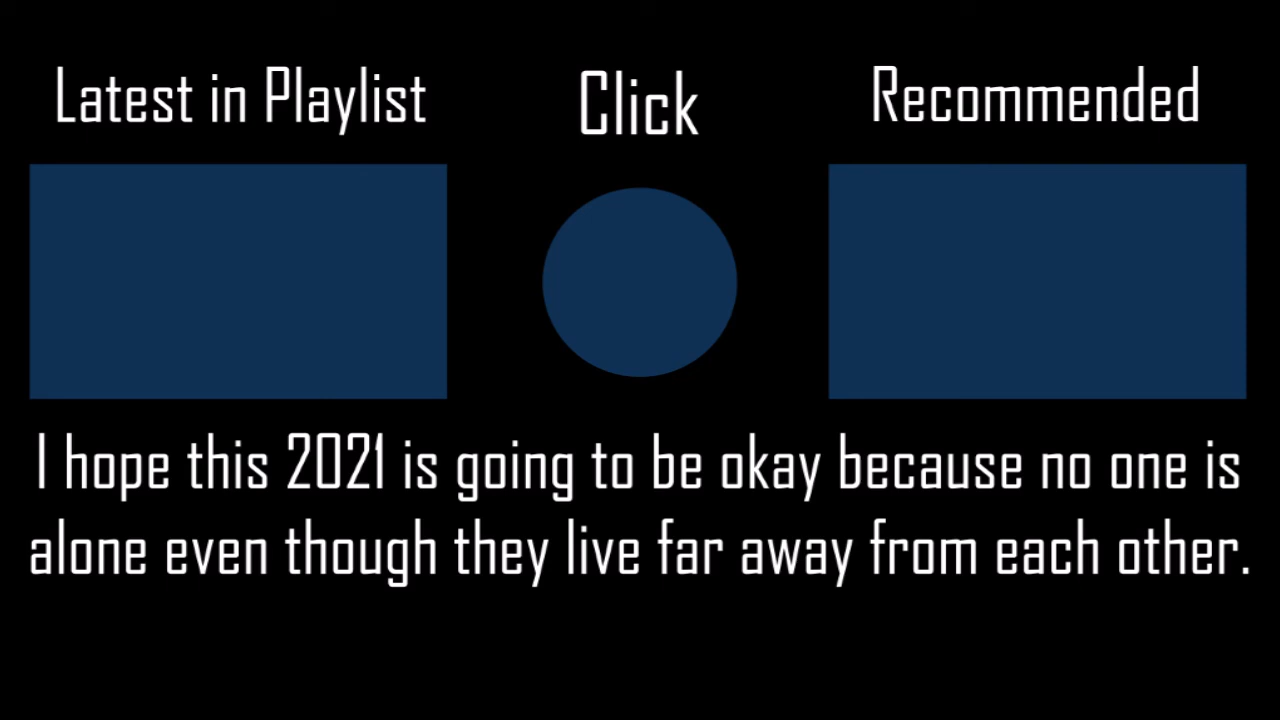 Latest in Playlist
Click
Recommended
I hope this 2021 is going to be okay because no one is
alone even though they live far away from each other.